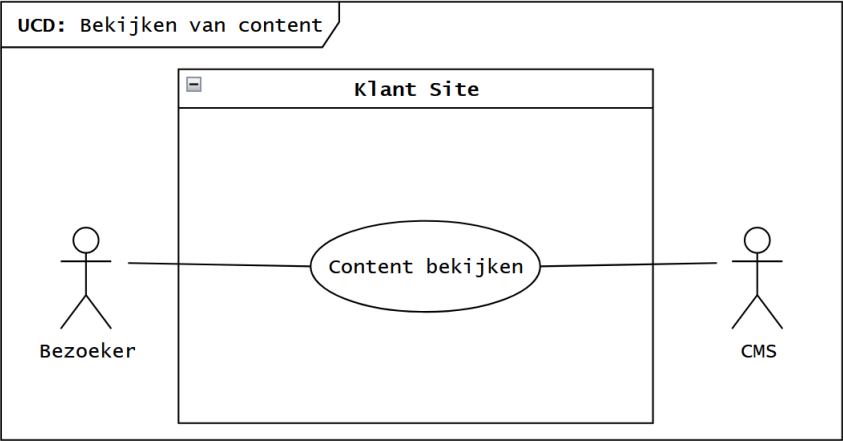 UCD: Bekijken van content
Klant Site
Content bekijken
Bezoeker
CMS